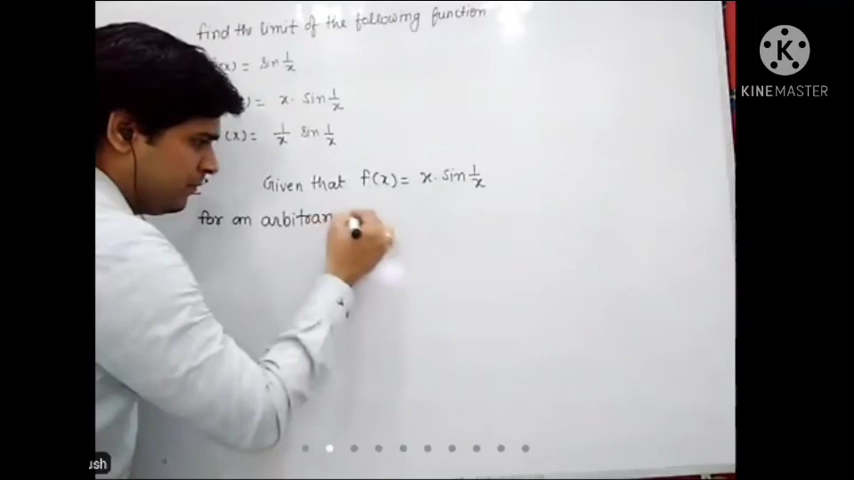 find the limit of the following function
(x) = sin 1/x
= x. sin 1/x
(x) = 1/x sin 1/x
Given that f(x) = x. sin 1/x
for an arbitrar
KINEMASTER
ush